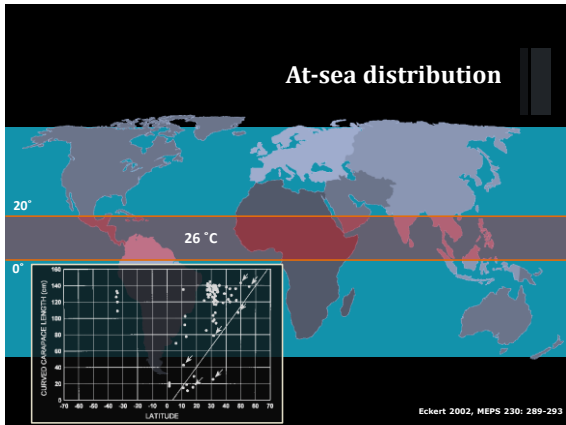 At-sea distribution
20˚
26 ˚C
0˚
CURVED CARAPACE LENGTH (cm)
160
140
120
100
80
60
40
20
0
-70 -60 -50 -40 -30 -20 -10 0 10 20 30 40 50 60 70
LATITUDE
Eckert 2002, MEPS 230: 289-293